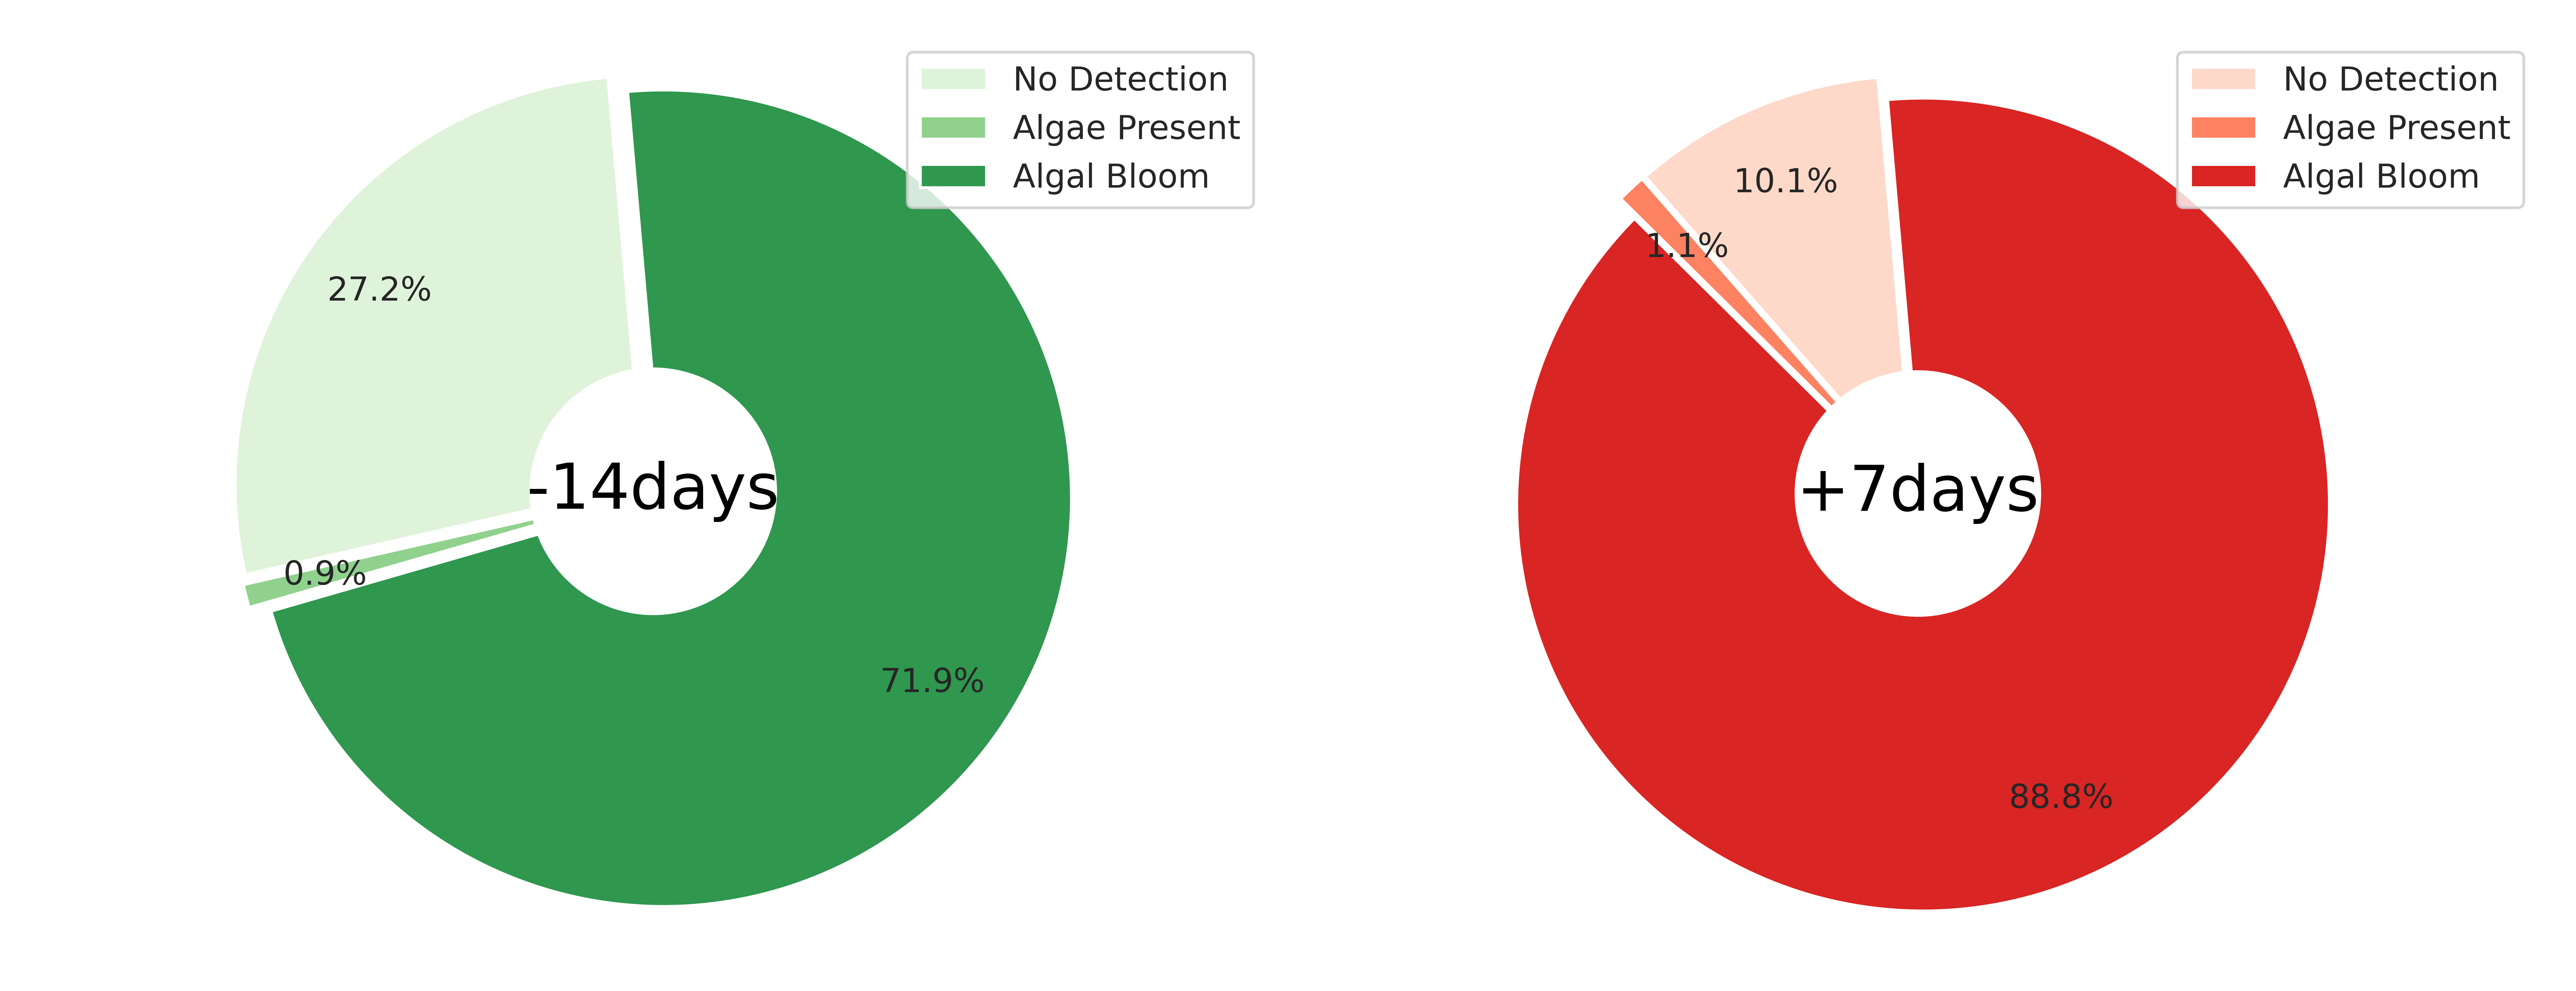 No Detection
Algae Present
Algal Bloom
27.2%
0.9%
71.9%
-14days
No Detection
Algae Present
Algal Bloom
10.1%
1.1%
88.8%
+7days